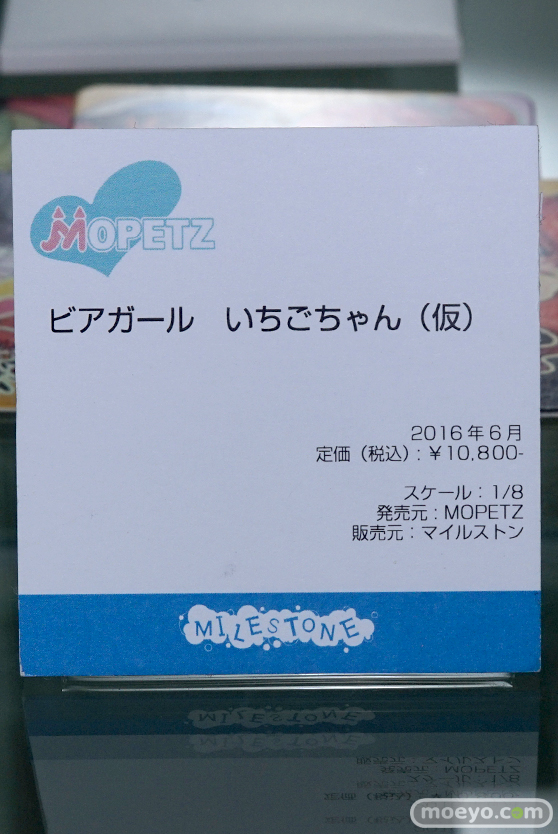 MOPETZ
ビアガール　いちごちゃん（仮）
2016年6月
定価（税込）：￥10,800-
スケール：1/8
発売元：MOPETZ
販売元：マイルストン
MILESTONE
moeyo.com